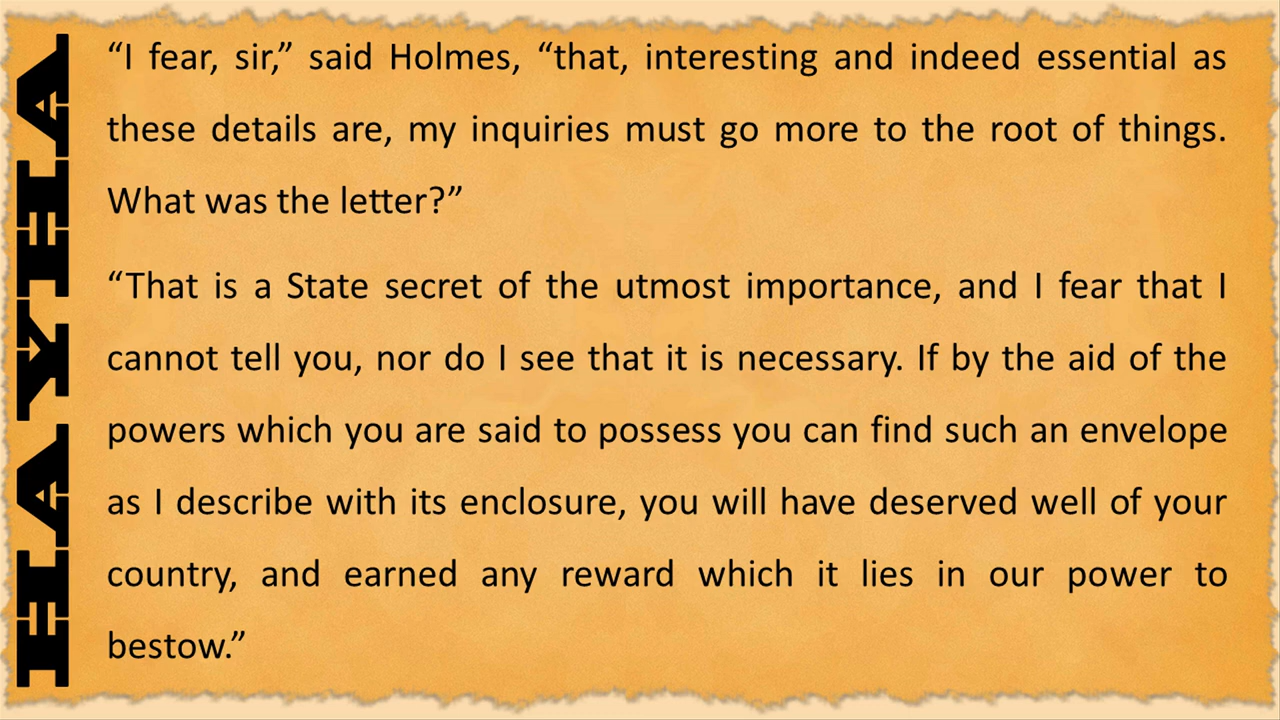 HAYHA
“I fear, sir,” said Holmes, “that, interesting and indeed essential as
these details are, my inquiries must go more to the root of things.
What was the letter?”
“That is a State secret of the utmost importance, and I fear that I
cannot tell you, nor do I see that it is necessary. If by the aid of the
powers which you are said to possess you can find such an envelope
as I describe with its enclosure, you will have deserved well of your
country, and earned any reward which it lies in our power to
bestow.”